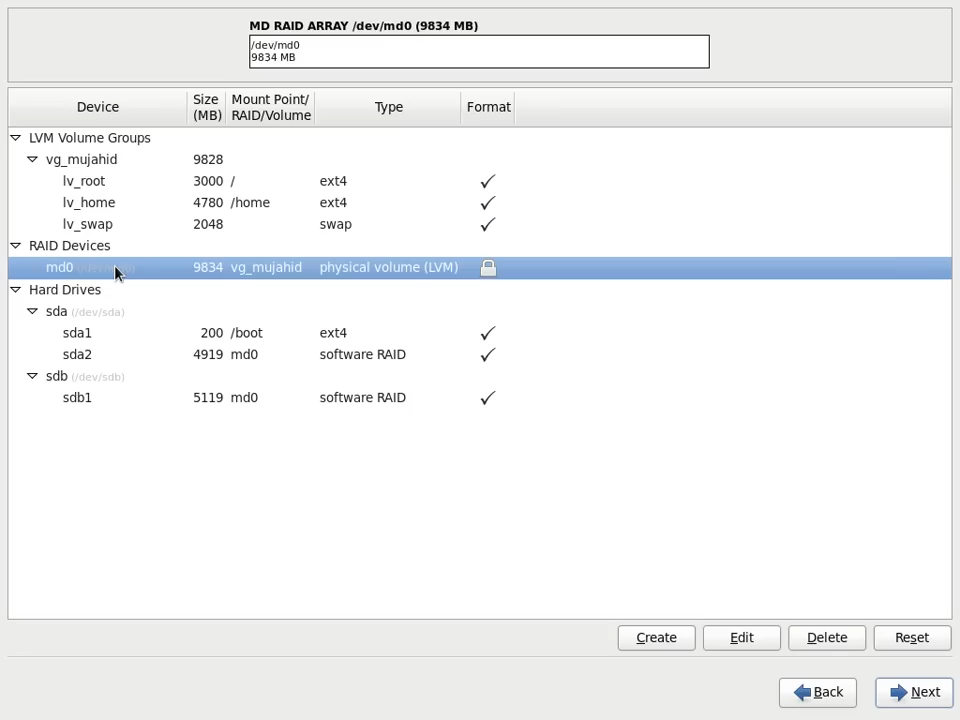 MD RAID ARRAY /dev/md0 (9834 MB)
/dev/md0
9834 MB
Device Size (MB) Mount Point/ RAID/Volume Type Format
LVM Volume Groups
vg_mujahid 9828
lv_root 3000 / ext4
lv_home 4780 /home ext4
lv_swap 2048 swap
RAID Devices
md0 9834 vg_mujahid physical volume (LVM)
Hard Drives
sda (/dev/sda)
sda1 200 /boot ext4
sda2 4919 md0 software RAID
sdb (/dev/sdb)
sdb1 5119 md0 software RAID
Create Edit Delete Reset
Back Next